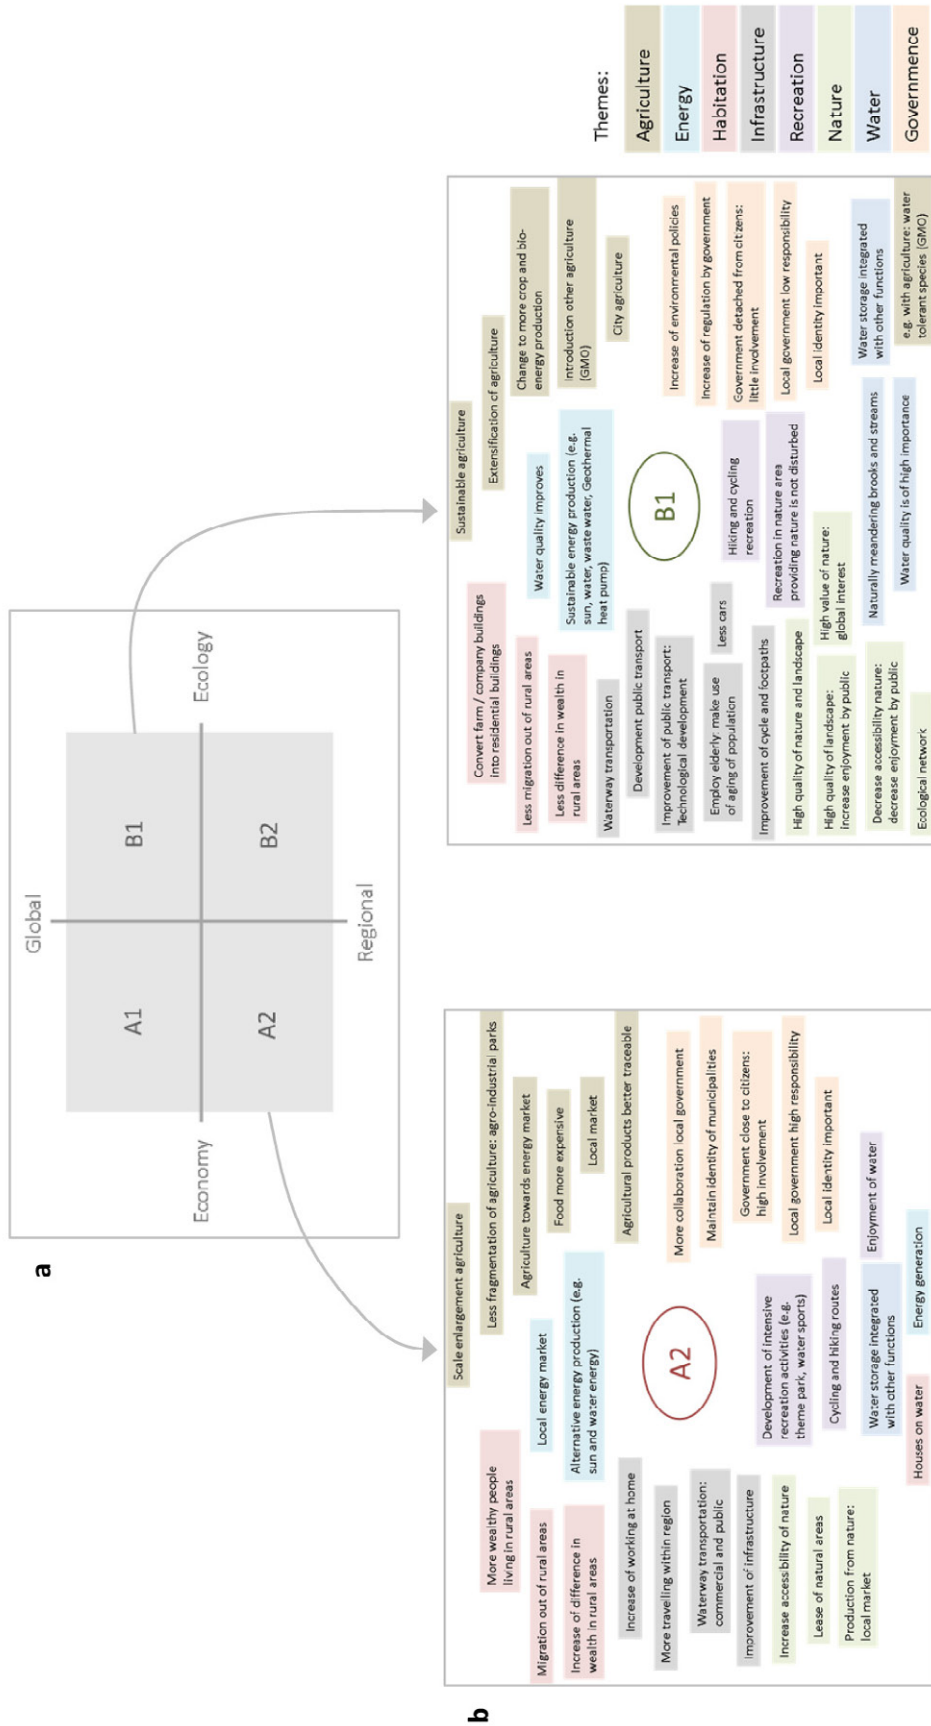 a
Global
Economy
Ecology
Regional
A1
B1
A2
B2
b
Scale enlargement agriculture
More wealthy people
living in rural areas
Less fragmentation of agriculture: agro-industrial parks
Migration out of rural areas
Local energy market
Agriculture towards energy market
Increase of difference in
wealth in rural areas
Alternative energy production (e.g.
sun and water energy)
Food more expensive
Local market
Increase of working at home
Agricultural products better traceable
More travelling within region
A2
More collaboration local government
Waterway transportation:
commercial and public
Maintain identity of municipalities
Improvement of infrastructure
Government close to citizens:
high involvement
Increase accessibility of nature
Development of intensive
recreation activities (e.g.
theme park, water sports)
Local government high responsibility
Lease of natural areas
Cycling and hiking routes
Local identity important
Production from nature:
local market
Water storage integrated
with other functions
Enjoyment of water
Houses on water
Energy generation
Sustainable agriculture
Convert farm / company buildings
into residential buildings
Extensification of agriculture
Less migration out of rural areas
Water quality improves
Change to more crop and bio-
energy production
Less difference in wealth in
rural areas
Sustainable energy production (e.g.
sun, water, waste water, Geothermal
heat pump)
Introduction other agriculture
(GMO)
Waterway transportation
City agriculture
Development public transport
B1
Improvement of public transport:
Technological development
Increase of environmental policies
Employ elderly: make use
of aging of population
Less cars
Increase of regulation by government
Hiking and cycling
recreation
Government detached from citizens:
little involvement
Improvement of cycle and footpaths
Recreation in nature area
providing nature is not disturbed
Local government low responsibility
High quality of nature and landscape
Local identity important
High quality of landscape:
increase enjoyment by public
High value of nature:
global interest
Decrease accessibility nature:
decrease enjoyment by public
Naturally meandering brooks and streams
Water storage integrated
with other functions
Ecological network
Water quality is of high importance
e.g. with agriculture: water
tolerant species (GMO)
Themes:
Agriculture
Energy
Habitation
Infrastructure
Recreation
Nature
Water
Governmence